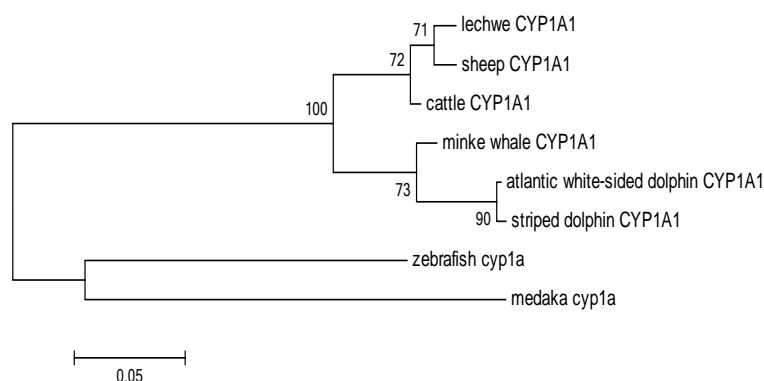 71
lechwe CYP1A1
72
sheep CYP1A1
100
cattle CYP1A1
minke whale CYP1A1
73
atlantic white-sided dolphin CYP1A1
90
striped dolphin CYP1A1
zebrafish cyp1a
medaka cyp1a
0.05